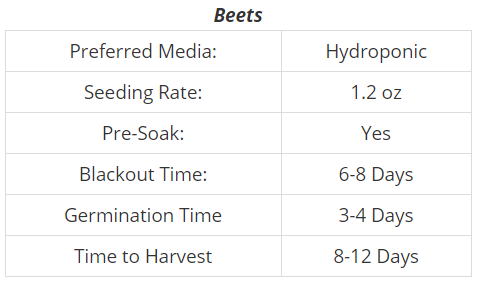 Beets
Preferred Media: Hydroponic
Seeding Rate: 1.2 oz
Pre-Soak: Yes
Blackout Time: 6-8 Days
Germination Time 3-4 Days
Time to Harvest 8-12 Days